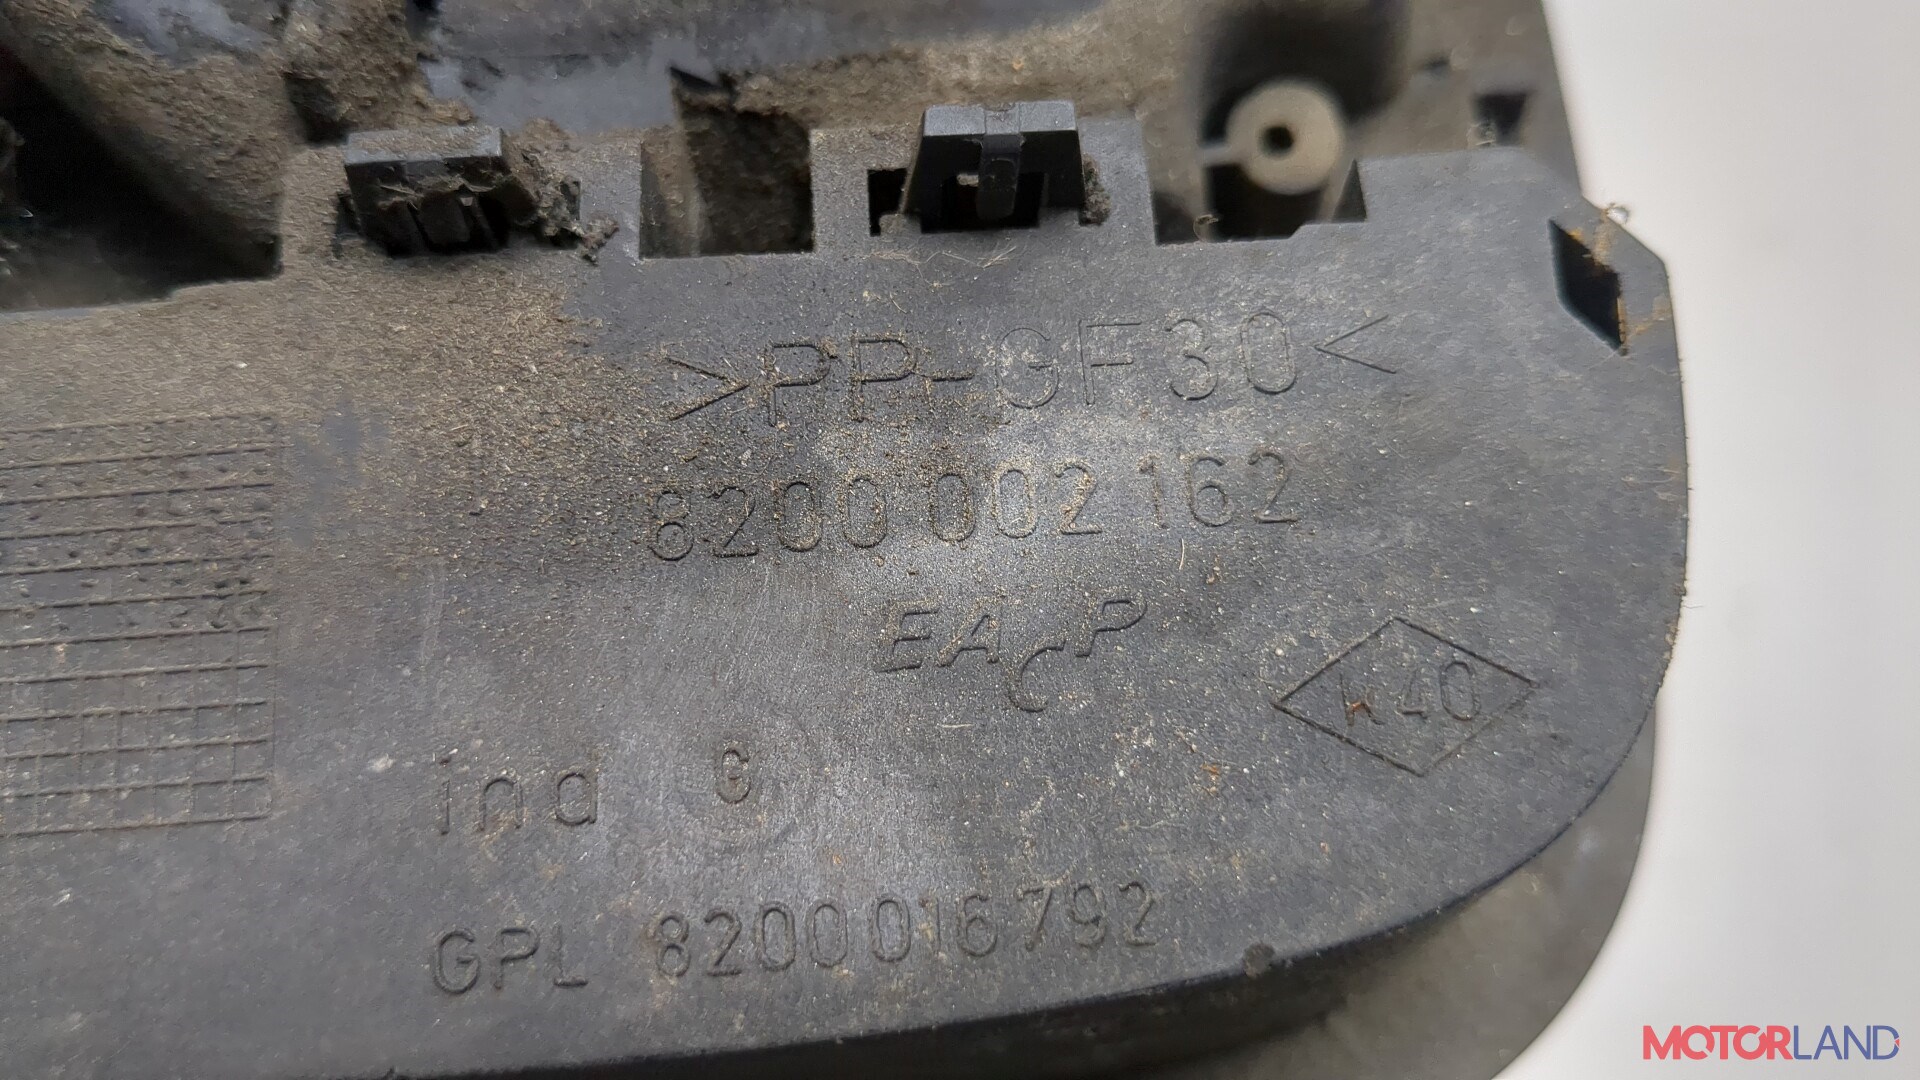 >PP-GF30<
8200 002 162
EACP
K40
ind G
GPL 8200016792
MOTORLAND